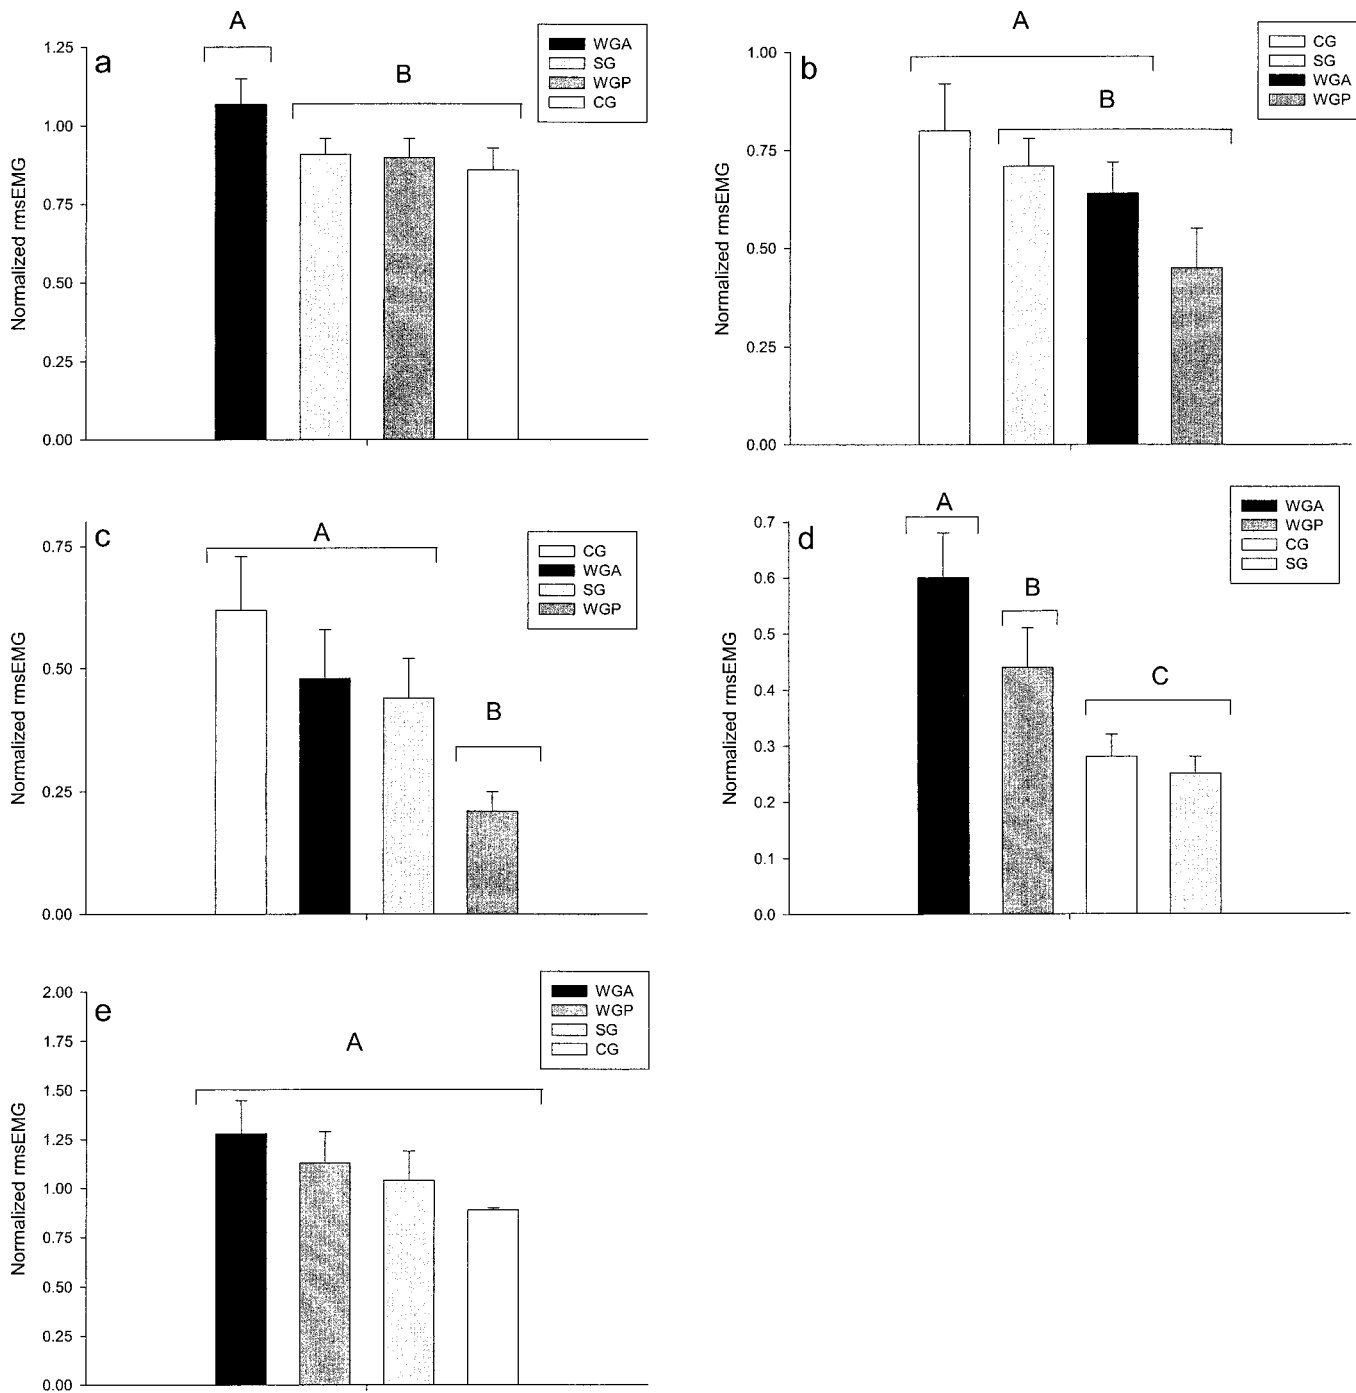 A
a
WGA
SG
WGP
CG
B
1.25
1.00
0.75
0.50
0.25
0.00
Normalized rmsEMG
A
b
CG
SG
WGA
WGP
B
1.00
0.75
0.50
0.25
0.00
Normalized rmsEMG
c
A
CG
WGA
SG
WGP
B
0.75
0.50
0.25
0.00
Normalized rmsEMG
d
A
WGA
WGP
CG
SG
B
C
0.7
0.6
0.5
0.4
0.3
0.2
0.1
0.0
Normalized rmsEMG
e
A
WGA
WGP
SG
CG
2.00
1.75
1.50
1.25
1.00
0.75
0.50
0.25
0.00
Normalized rmsEMG